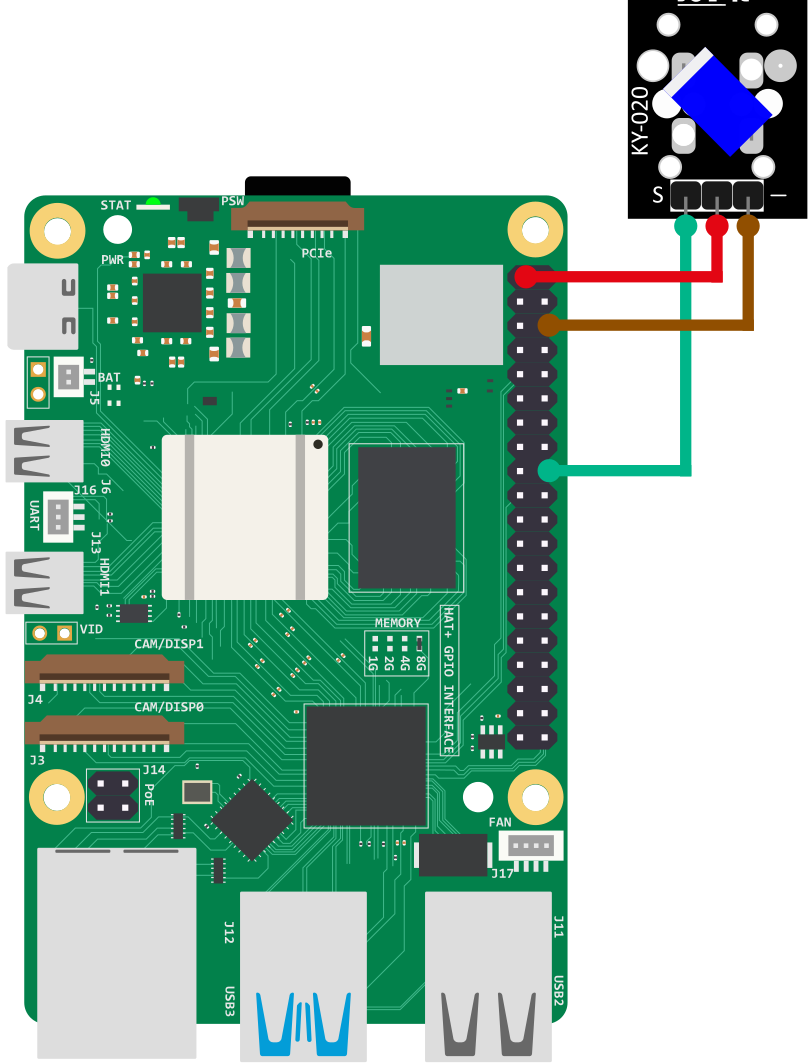 KY-020
S
STAT
PSW
PCIe
PWR
BAT
J5
HDMI0
J6
J16
UART
J13
HDMI1
VID
MEMORY
1G
2G
4G
8G
HAT+ GPIO INTERFACE
CAM/DISP1
J4
CAM/DISP0
J3
J14
PoE
FAN
J17
J12
J11
USB3
USB2